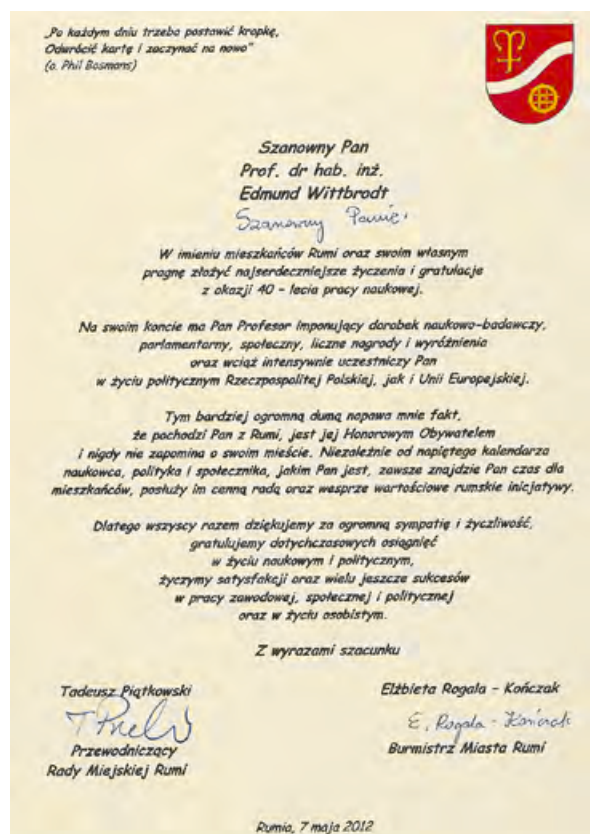 „Po każdym dniu trzeba postawić kropkę,
Odwrócić kartę i zaczynać na nowo”
(o. Phil Bosmans)
Szanowny Pan
Prof. dr hab. inż.
Edmund Wittbrodt
Szanowny Panie,
W imieniu mieszkańców Rumi oraz swoim własnym
pragnę złożyć najserdeczniejsze życzenia i gratulacje
z okazji 40 – lecia pracy naukowej.
Na swoim koncie ma Pan Profesor imponujący dorobek naukowo-badawczy,
parlamentarny, społeczny, liczne nagrody i wyróżnienia
oraz wciąż intensywnie uczestniczy Pan
w życiu politycznym Rzeczpospolitej Polskiej, jak i Unii Europejskiej.
Tym bardziej ogromną dumą napawa mnie fakt,
że pochodzi Pan z Rumi, jest jej Honorowym Obywatelem
i nigdy nie zapomina o swoim mieście. Niezależnie od napiętego kalendarza
naukowca, polityka i społecznika, jakim Pan jest, zawsze znajdzie Pan czas dla
mieszkańców, posłuży im cenną radą oraz wesprze wartościowe rumskie inicjatywy.
Dlatego wszyscy razem dziękujemy za ogromną sympatię i życzliwość,
gratulujemy dotychczasowych osiągnięć
w życiu naukowym i politycznym,
życzymy satysfakcji oraz wielu jeszcze sukcesów
w pracy zawodowej, społecznej i politycznej
oraz w życiu osobistym.
Z wyrazami szacunku
Tadeusz Piątkowski
Przewodniczący
Rady Miejskiej Rumi
Elżbieta Rogala – Kończak
E. Rogala - Kończak
Burmistrz Miasta Rumi
Rumia, 7 maja 2012